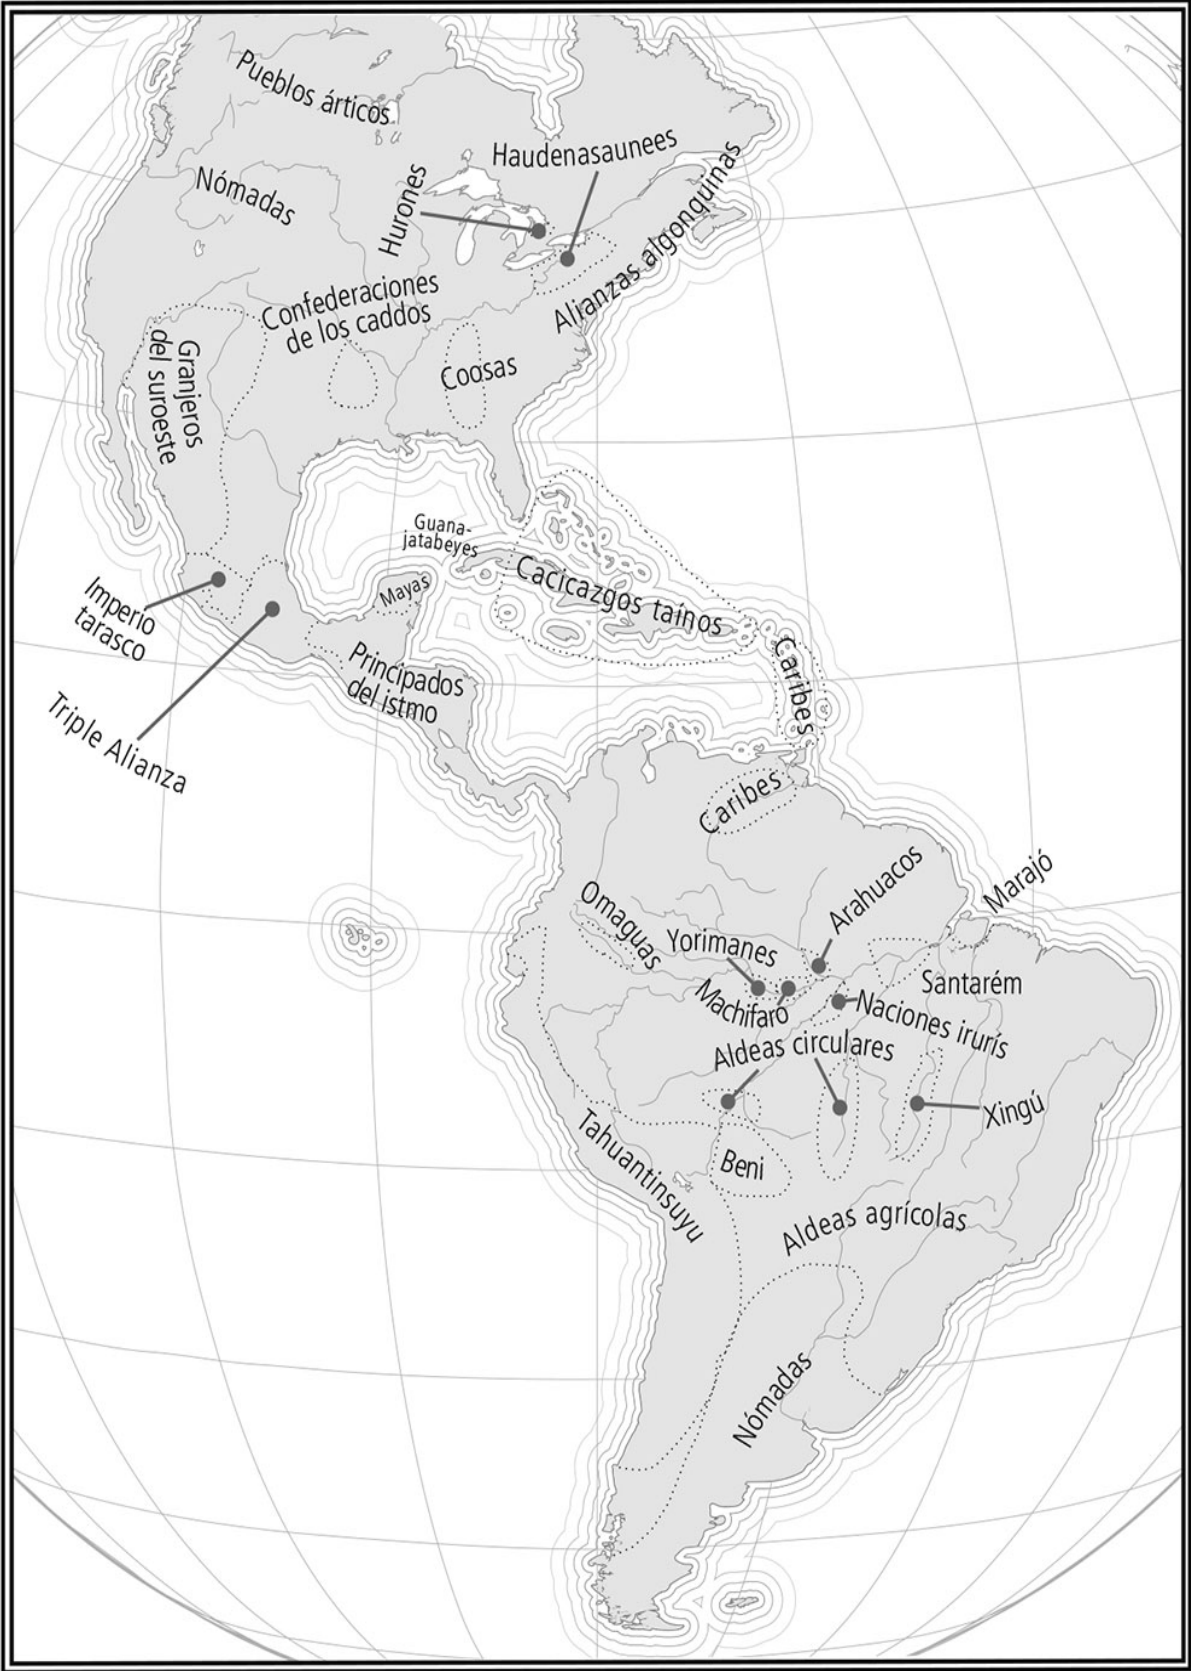 Pueblos árticos
Haudenasaunees
Nómadas
Hurones
Alianzas algonquinas
Confederaciones
de los caddos
Granjeros
del suroeste
Coosas
Guana-
jatabeyes
Cacicazgos taínos
Mayas
Imperio
tarasco
Caribes
Principados
del istmo
Triple Alianza
Caribes
Arahuacos
Marajó
Omaguas
Yorimanes
Santarém
Machifaro
Naciones irurís
Aldeas circulares
Xingú
Tahuantinsuyu
Beni
Aldeas agrícolas
Nómadas